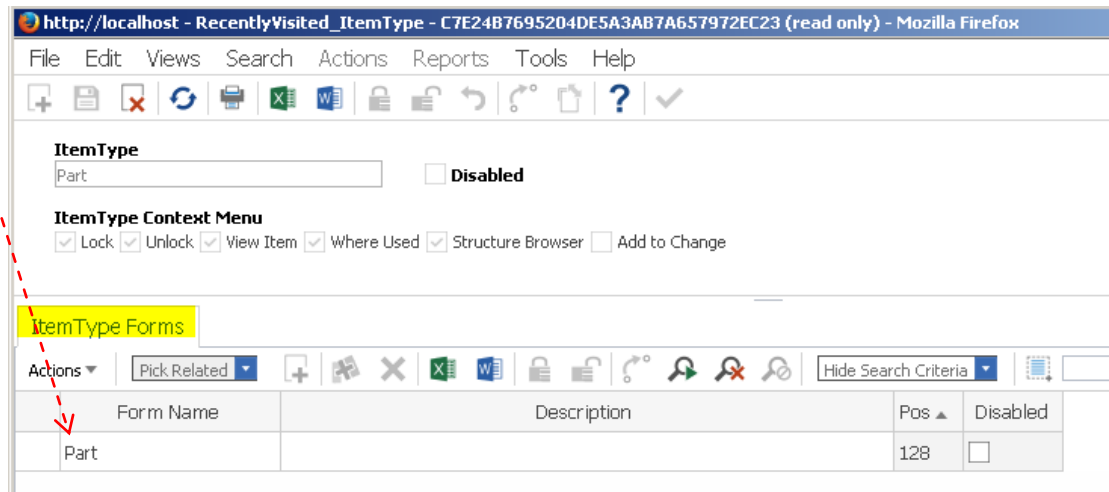 http://localhost - RecentlyVisited_ItemType - C7E24B7695204DE5A3AB7A657972EC23 (read only) - Mozilla Firefox
File Edit Views Search Actions Reports Tools Help
ItemType
Part Disabled
ItemType Context Menu
Lock Unlock View Item Where Used Structure Browser Add to Change
ItemType Forms
Actions Pick Related Hide Search Criteria
Form Name Description Pos Disabled
Part 128